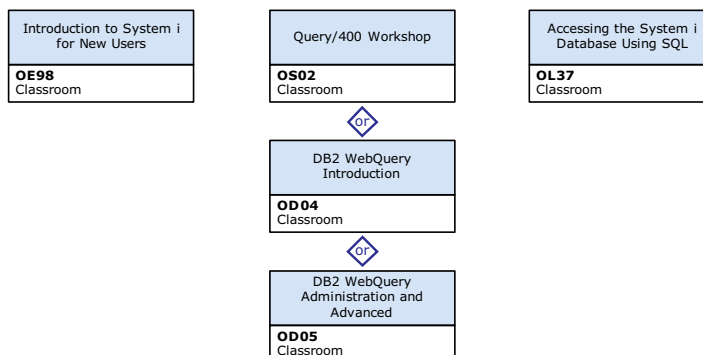 Introduction to System i
for New Users
OE98
Classroom
Query/400 Workshop
OS02
Classroom
or
DB2 WebQuery
Introduction
OD04
Classroom
or
DB2 WebQuery
Administration and
Advanced
OD05
Classroom
Accessing the System i
Database Using SQL
OL37
Classroom